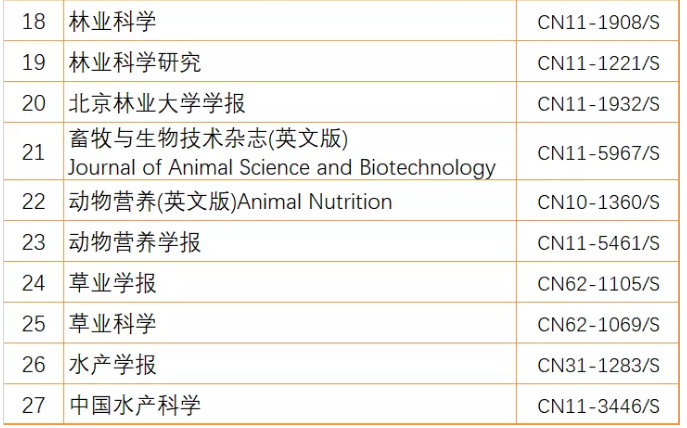 18 林业科学 CN11-1908/S
19 林业科学研究 CN11-1221/S
20 北京林业大学学报 CN11-1932/S
21 畜牧与生物技术杂志(英文版)
Journal of Animal Science and Biotechnology CN11-5967/S
22 动物营养(英文版)Animal Nutrition CN10-1360/S
23 动物营养学报 CN11-5461/S
24 草业学报 CN62-1105/S
25 草业科学 CN62-1069/S
26 水产学报 CN31-1283/S
27 中国水产科学 CN11-3446/S